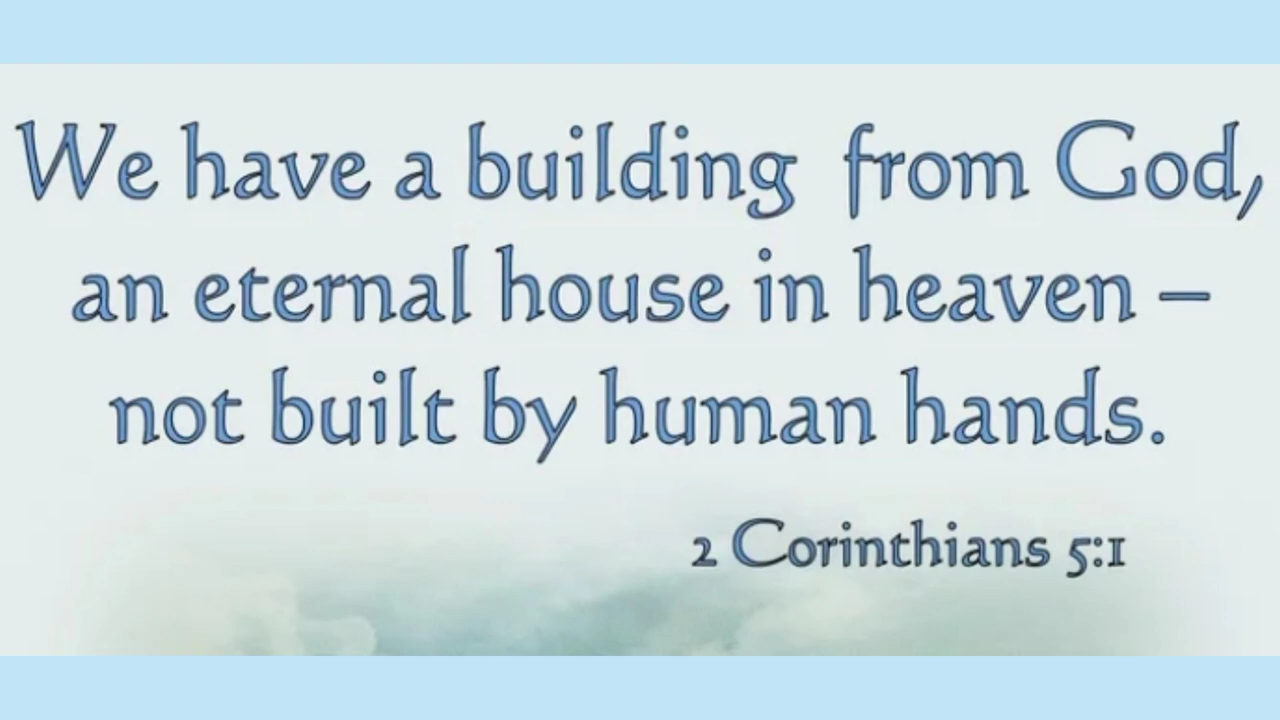 We have a building from God,
an eternal house in heaven –
not built by human hands.
2 Corinthians 5:1